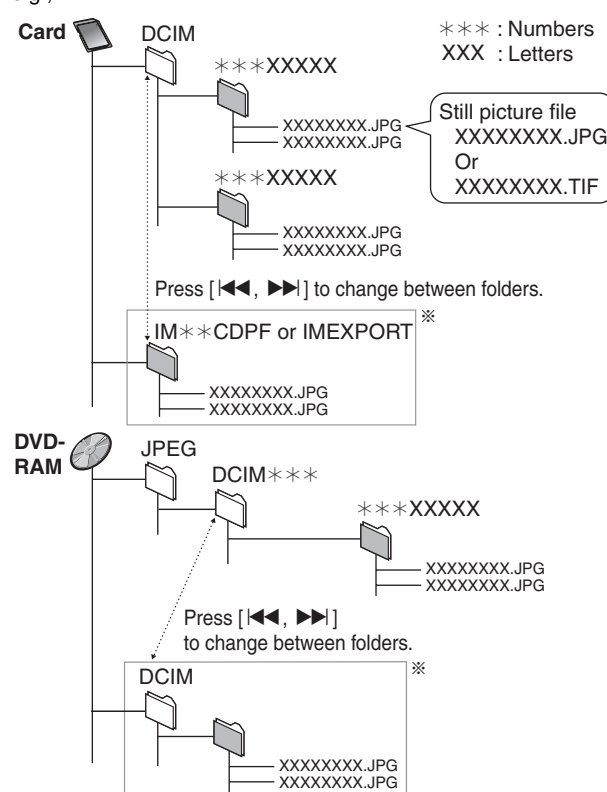 Card
DCIM
＊＊＊ : Numbers
XXX : Letters
＊＊＊XXXXX
XXXXXXXX.JPG
XXXXXXXX.JPG
Still picture file
XXXXXXXX.JPG
Or
XXXXXXXX.TIF
＊＊＊XXXXX
XXXXXXXX.JPG
XXXXXXXX.JPG
Press [⏮, ⏭] to change between folders.
※
IM＊＊CDPF or IMEXPORT
XXXXXXXX.JPG
XXXXXXXX.JPG
DVD-
RAM
JPEG
DCIM＊＊＊
＊＊＊XXXXX
XXXXXXXX.JPG
XXXXXXXX.JPG
Press [⏮, ⏭]
to change between folders.
※
DCIM
XXXXXXXX.JPG
XXXXXXXX.JPG